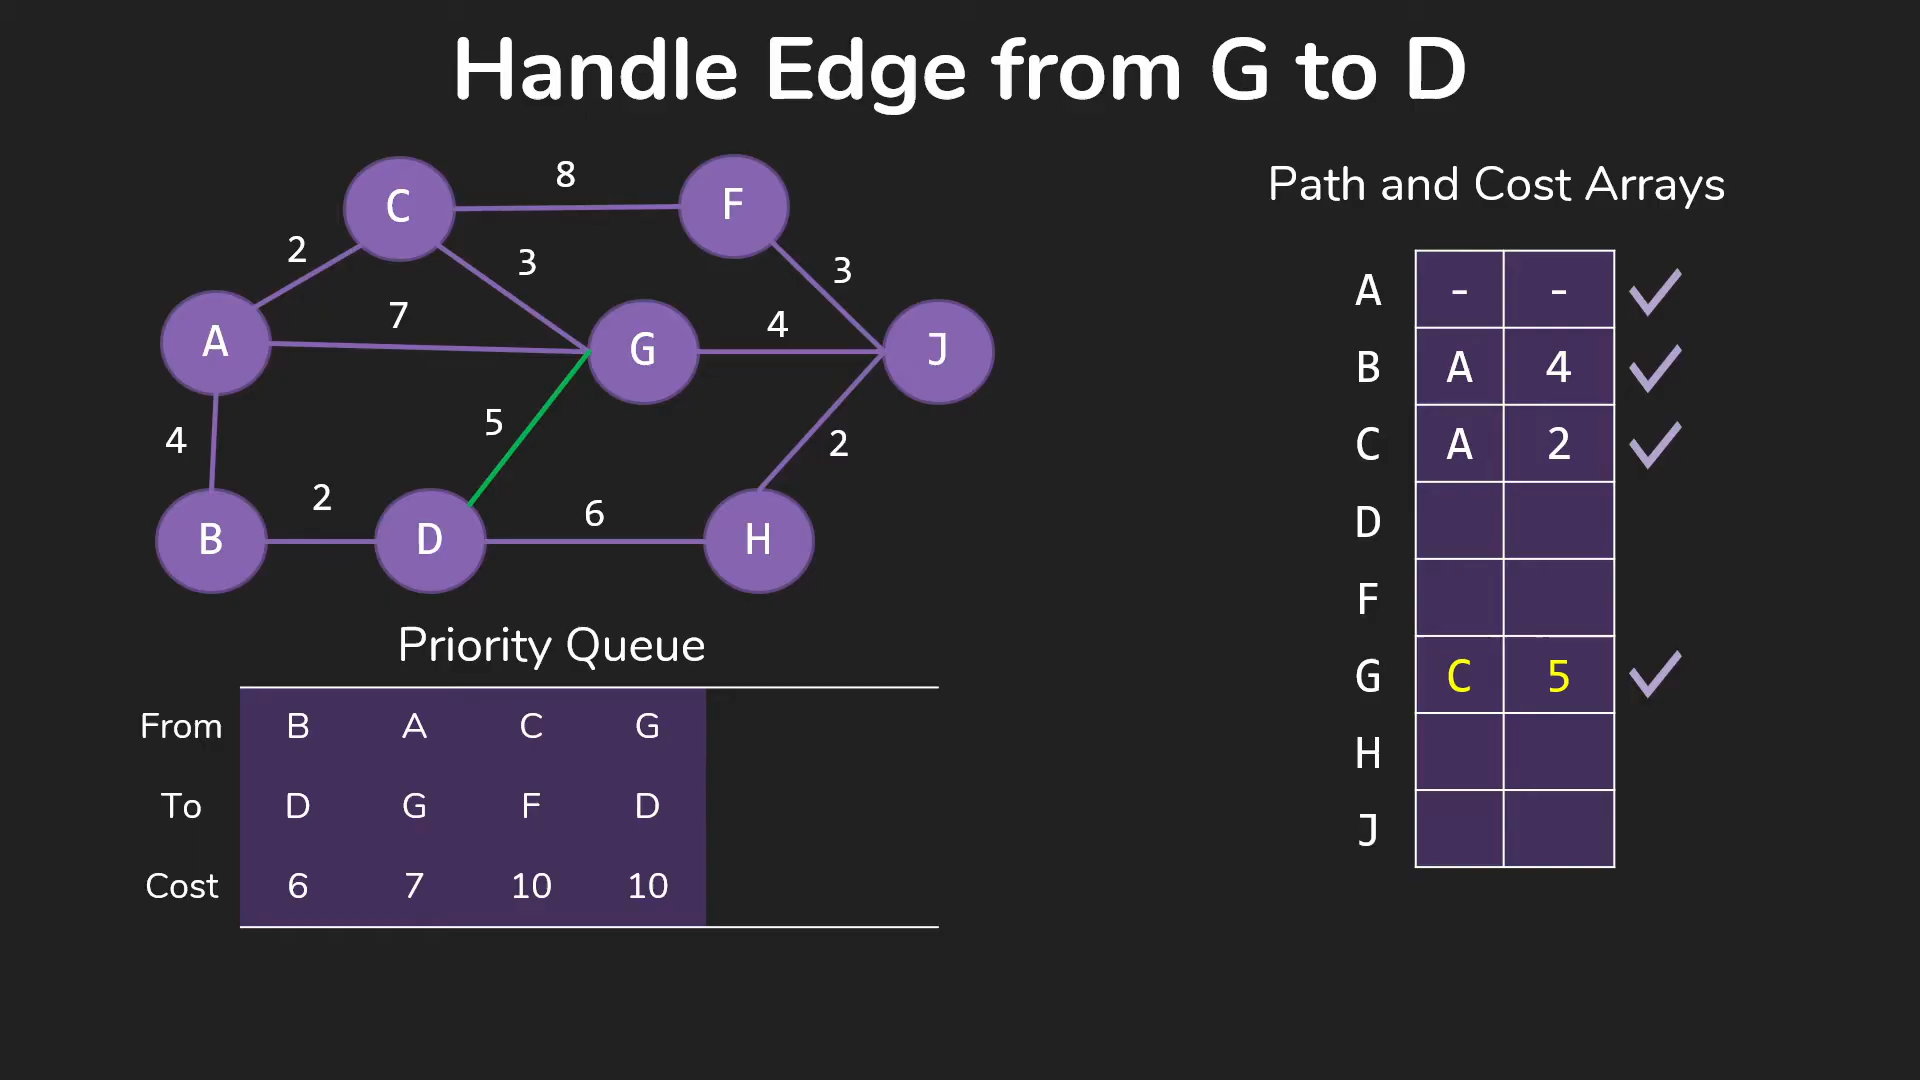 Handle Edge from G to D
Path and Cost Arrays
8
C
F
2
3
3
7
4
A
G
J
4
5
2
2
6
B
D
H
A - -
B A 4
C A 2
D
F
G C 5
H
J
Priority Queue
From B A C G
To D G F D
Cost 6 7 10 10